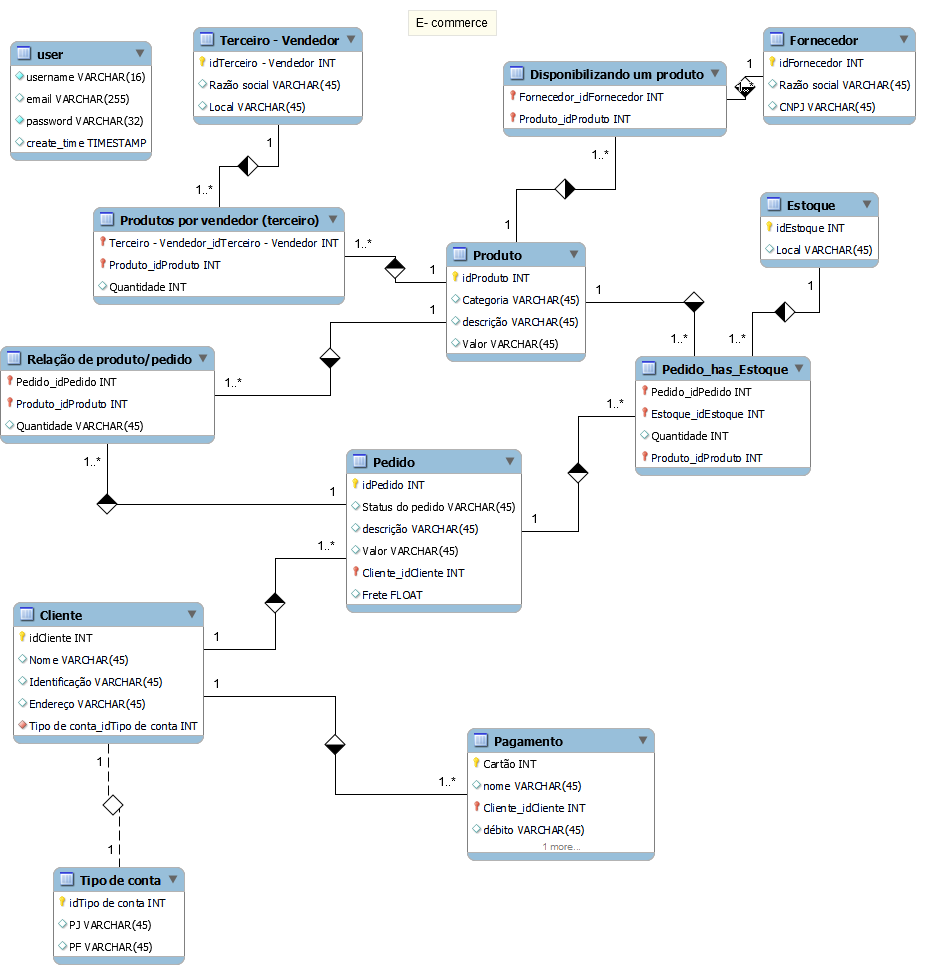 E- commerce
user
username VARCHAR(16)
email VARCHAR(255)
password VARCHAR(32)
create_time TIMESTAMP
Terceiro - Vendedor
idTerceiro - Vendedor INT
Razão social VARCHAR(45)
Local VARCHAR(45)
1
1..*
Disponibilizando um produto
Fornecedor_idFornecedor INT
Produto_idProduto INT
1
1..*
Fornecedor
idFornecedor INT
Razão social VARCHAR(45)
CNPJ VARCHAR(45)
1..*
1
Produtos por vendedor (terceiro)
Terceiro - Vendedor_idTerceiro - Vendedor INT
Produto_idProduto INT
Quantidade INT
1..*
1
Produto
idProduto INT
Categoria VARCHAR(45)
descrição VARCHAR(45)
Valor VARCHAR(45)
1
1..*
Estoque
idEstoque INT
Local VARCHAR(45)
1
1..*
1
1..*
Relação de produto/pedido
Pedido_idPedido INT
Produto_idProduto INT
Quantidade VARCHAR(45)
1..*
1
Pedido_has_Estoque
Pedido_idPedido INT
Estoque_idEstoque INT
Quantidade INT
Produto_idProduto INT
1..*
1
Pedido
idPedido INT
Status do pedido VARCHAR(45)
descrição VARCHAR(45)
Valor VARCHAR(45)
Cliente_idCliente INT
Frete FLOAT
1..*
1
Cliente
idCliente INT
Nome VARCHAR(45)
Identificação VARCHAR(45)
Endereço VARCHAR(45)
Tipo de conta_idTipo de conta INT
1
1..*
Pagamento
Cartão INT
nome VARCHAR(45)
Cliente_idCliente INT
débito VARCHAR(45)
1 more...
1
1
Tipo de conta
idTipo de conta INT
PJ VARCHAR(45)
PF VARCHAR(45)